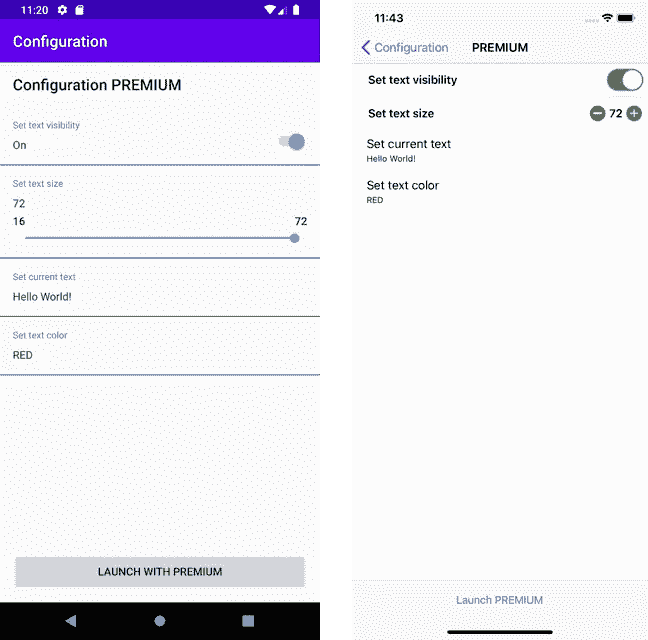 11:20
Configuration
Configuration PREMIUM
Set text visibility
On
Set text size
72
16 72
Set current text
Hello World!
Set text color
RED
LAUNCH WITH PREMIUM
11:43
Configuration PREMIUM
Set text visibility
Set text size 72
Set current text
Hello World!
Set text color
RED
Launch PREMIUM